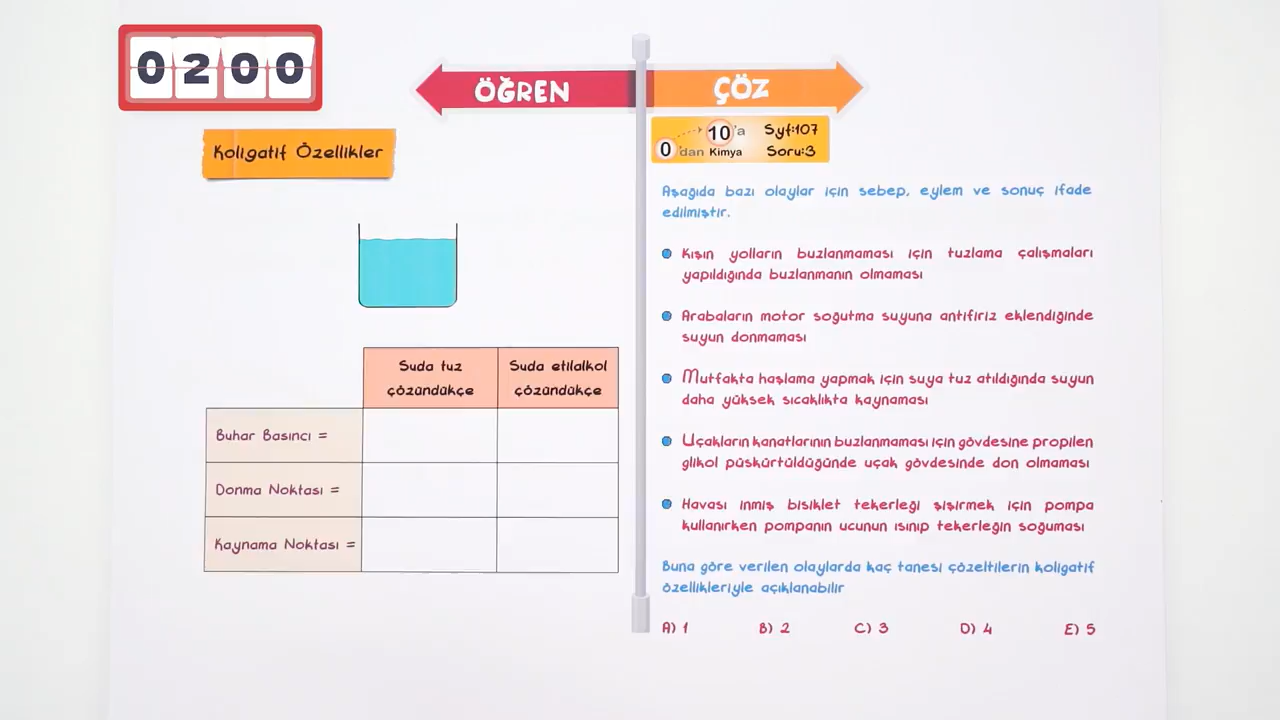 0200
ÖĞREN
ÇÖZ
Koligatif Özellikler
Suda tuz
çözündükçe
Suda etilalkol
çözündükçe
Buhar Basıncı =
Donma Noktası =
Kaynama Noktası =
0'dan 10'a Kimya
Syf:107
Soru:3
Aşağıda bazı olaylar için sebep, eylem ve sonuç ifade
edilmiştir.
Kışın yolların buzlanmaması için tuzlama çalışmaları
yapıldığında buzlanmanın olmaması
Arabaların motor soğutma suyuna antifiriz eklendiğinde
suyun donmaması
Mutfakta haşlama yapmak için suya tuz atıldığında suyun
daha yüksek sıcaklıkta kaynaması
Uçakların kanatlarının buzlanmaması için gövdesine propilen
glikol püskürtüldüğünde uçak gövdesinde don olmaması
Havası inmiş bisiklet tekerleği şişirmek için pompa
kullanırken pompanın ucunun ısınıp tekerleğin soğuması
Buna göre verilen olaylarda kaç tanesi çözeltilerin koligatif
özellikleriyle açıklanabilir
A) 1 B) 2 C) 3 D) 4 E) 5